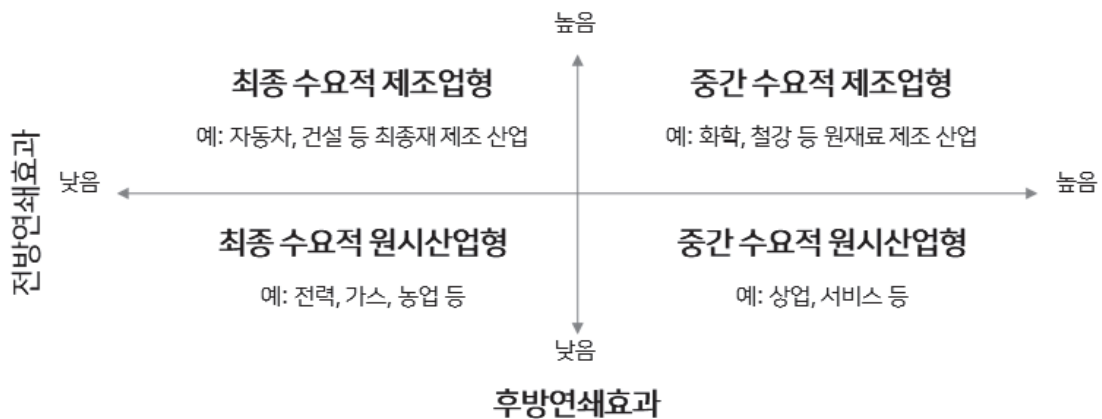 높음
최종 수요적 제조업형
예: 자동차, 건설 등 최종재 제조 산업
중간 수요적 제조업형
예: 화학, 철강 등 원재료 제조 산업
전방연쇄효과
낮음
높음
최종 수요적 원시산업형
예: 전력, 가스, 농업 등
중간 수요적 원시산업형
예: 상업, 서비스 등
낮음
후방연쇄효과